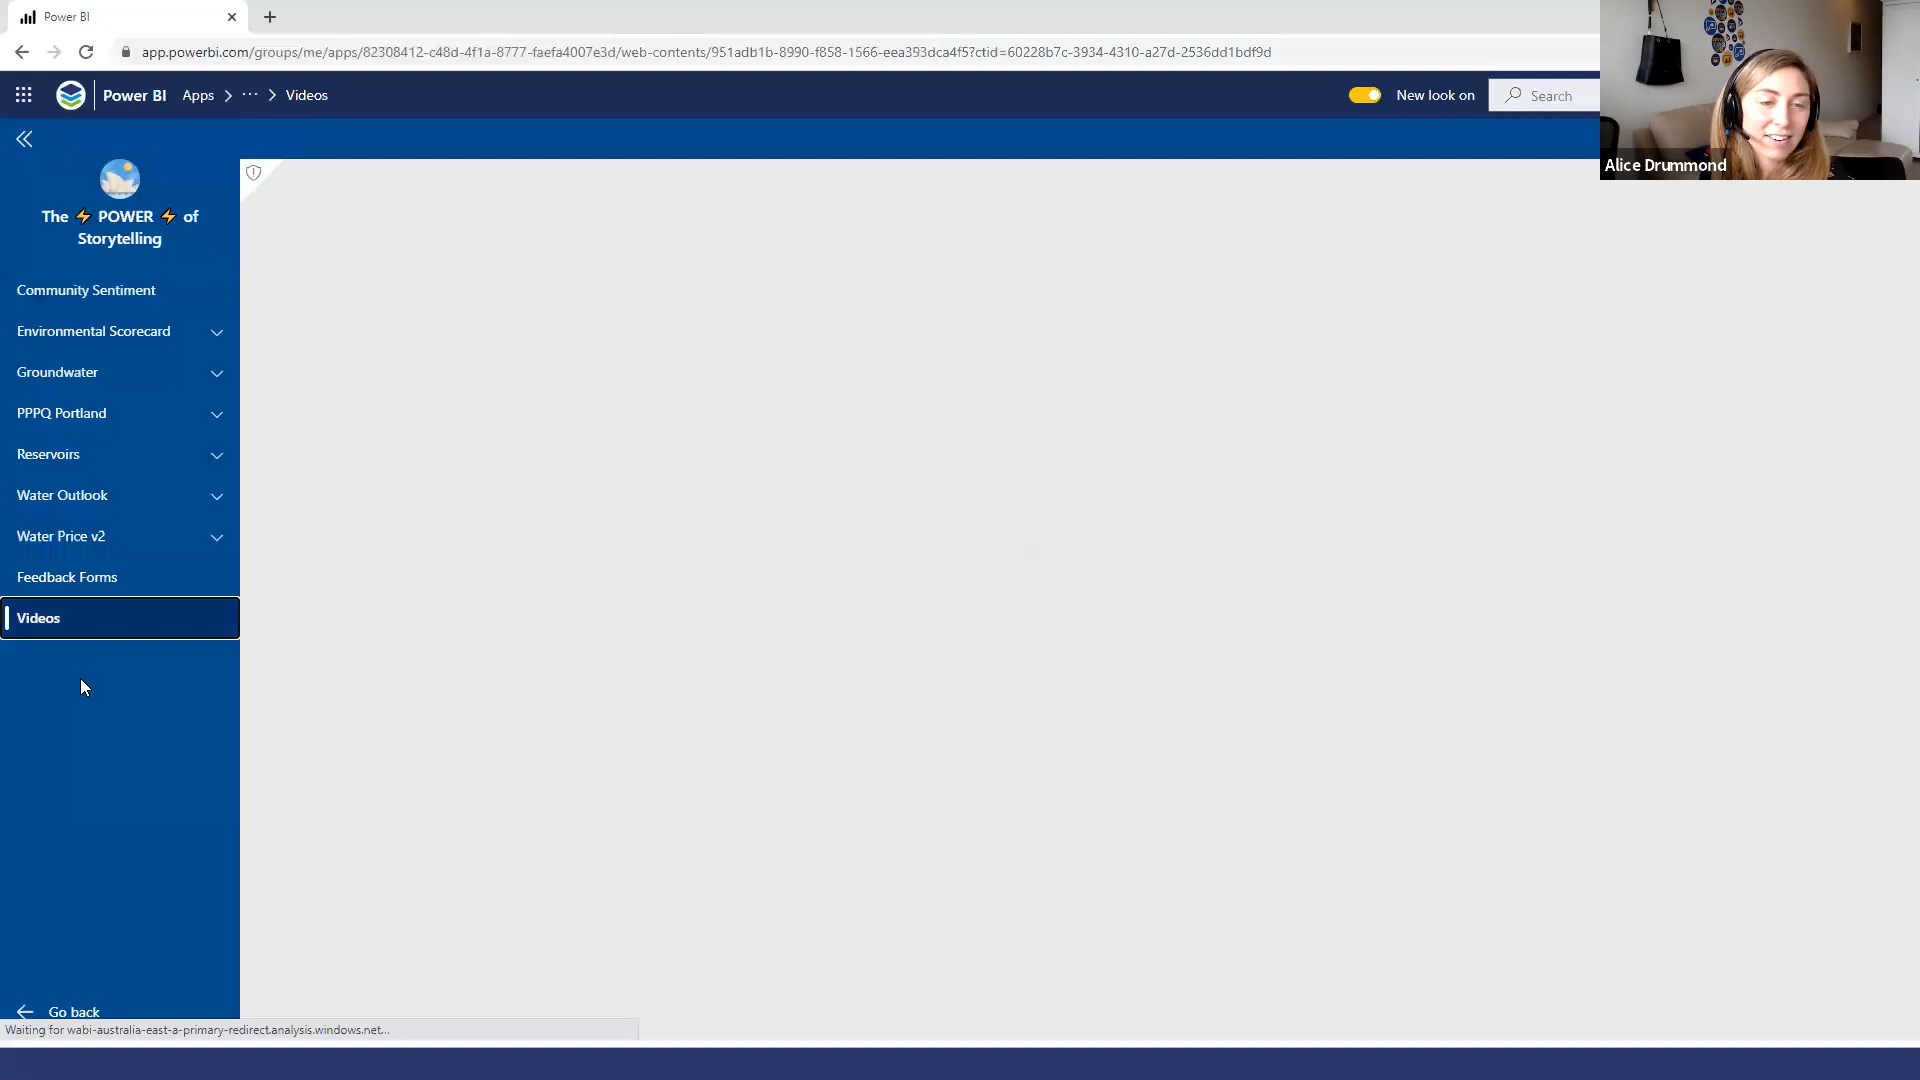 Power BI
app.powerbi.com/groups/me/apps/82308412-c48d-4f1a-8777-faefa4007e3d/web-contents/951adb1b-8990-f858-1566-eea393dca4f5?ctid=60228b7c-3934-4310-a27d-2536dd1bdf9d
Power BI Apps > ··· > Videos New look on Search
Alice Drummond
The ⚡ POWER ⚡ of
Storytelling
Community Sentiment
Environmental Scorecard
Groundwater
PPPQ Portland
Reservoirs
Water Outlook
Water Price v2
Feedback Forms
Videos
Go back
Waiting for wabi-australia-east-a-primary-redirect.analysis.windows.net...